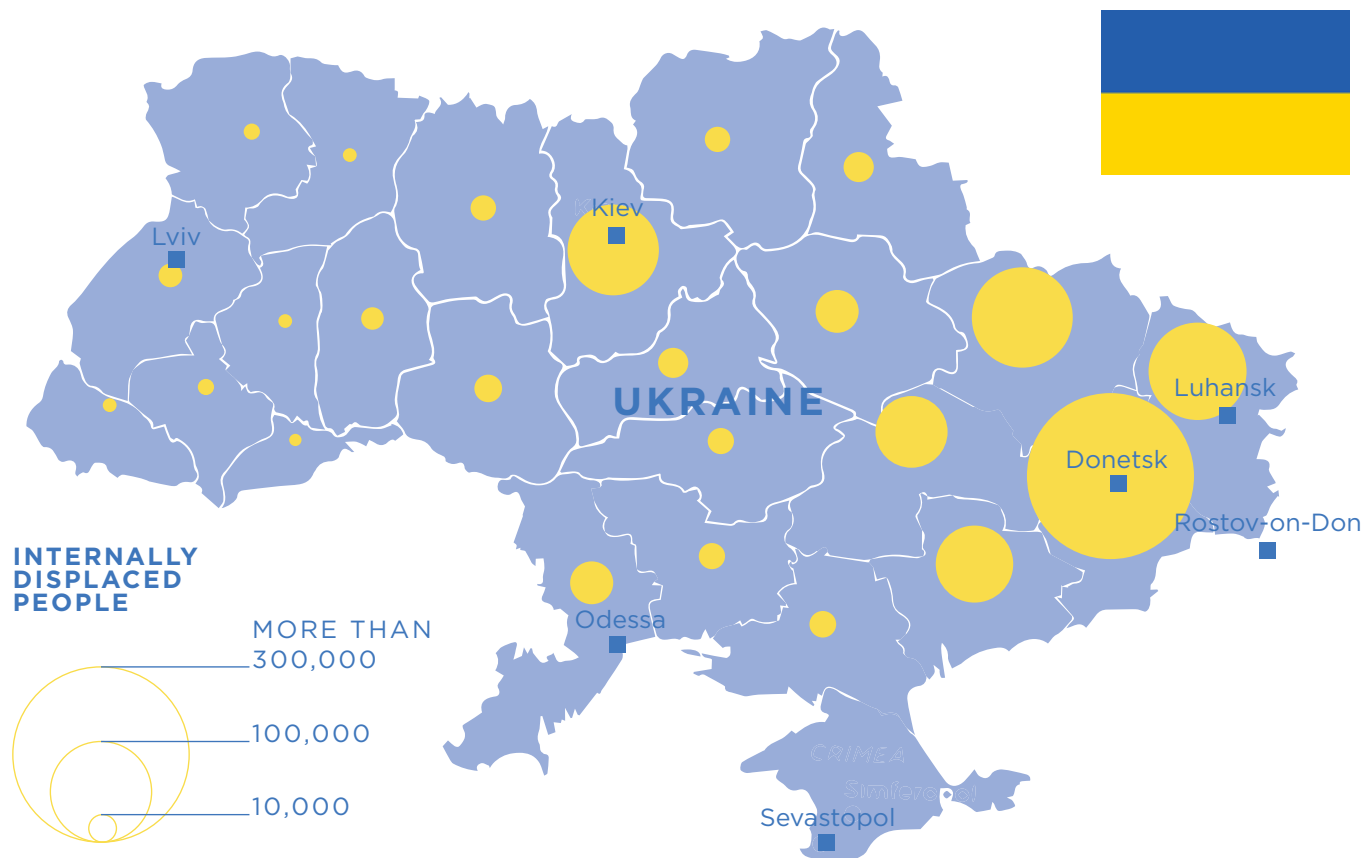 Kiev
Lviv
UKRAINE
Luhansk
Donetsk
Rostov-on-Don
Odessa
CRIMEA
Simferopol
Sevastopol
INTERNALLY
DISPLACED
PEOPLE
MORE THAN
300,000
100,000
10,000